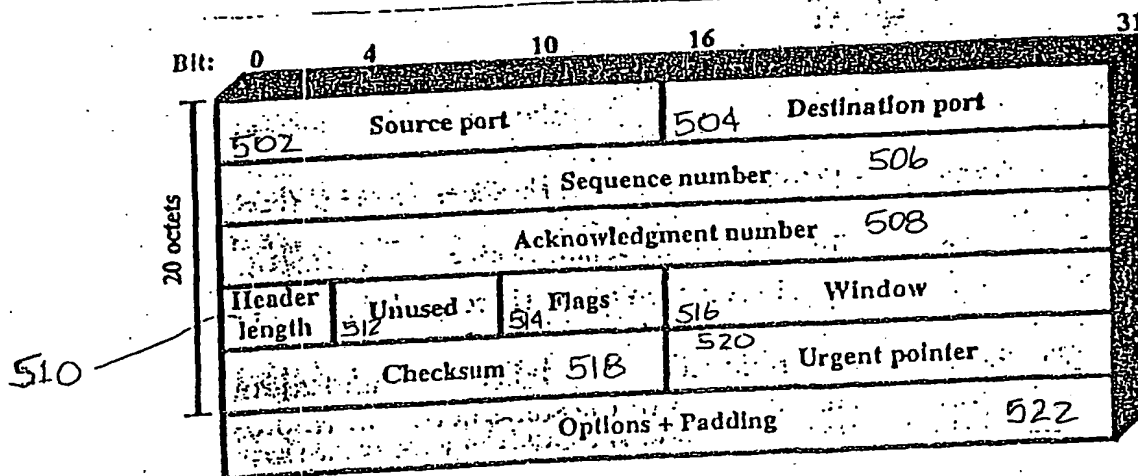 Bit: 0 4 10 16 31
Source port 502 504 Destination port
Sequence number 506
Acknowledgment number 508
20 octets
Header length 510 Unused 512 Flags 514 516 Window
Checksum 518 520 Urgent pointer
Options + Padding 522